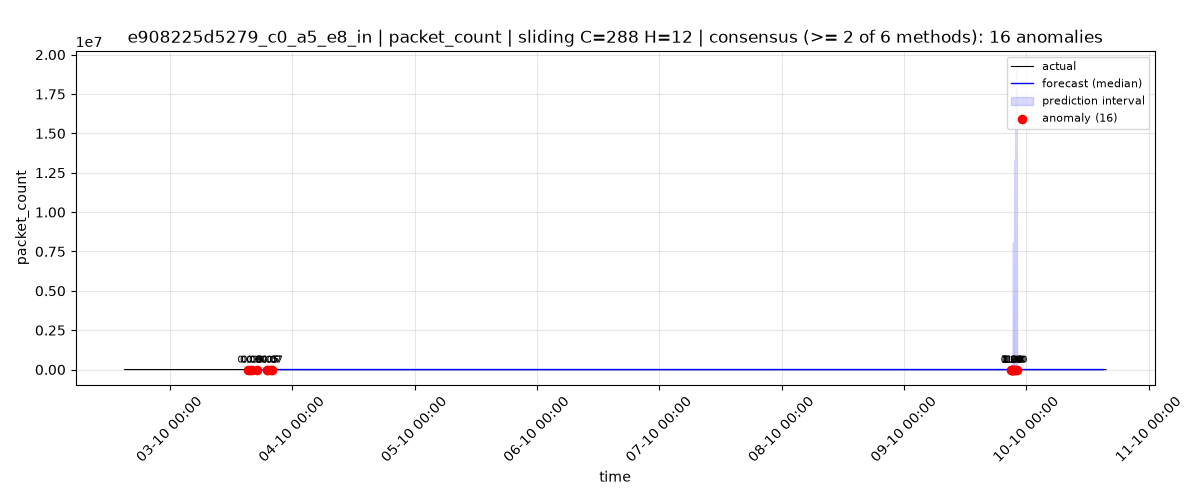 e908225d5279_c0_a5_e8_in | packet_count | sliding C=288 H=12 | consensus (>= 2 of 6 methods): 16 anomalies
1e7
2.00
1.75
1.50
1.25
1.00
0.75
0.50
0.25
0.00
packet_count
actual
forecast (median)
prediction interval
anomaly (16)
03-10 00:00
04-10 00:00
05-10 00:00
06-10 00:00
07-10 00:00
08-10 00:00
09-10 00:00
10-10 00:00
11-10 00:00
time